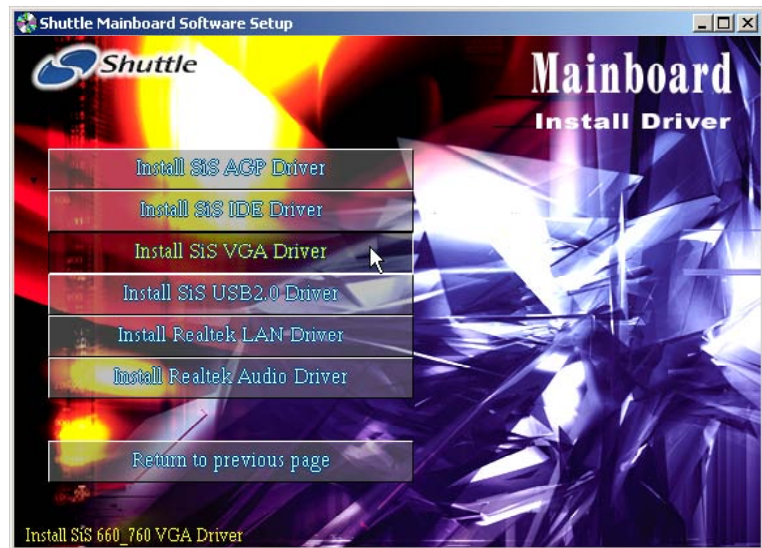 Shuttle Mainboard Software Setup
Shuttle
Mainboard
Install Driver
Install SiS AGP Driver
Install SiS IDE Driver
Install SiS VGA Driver
Install SiS USB2.0 Driver
Install Realtek LAN Driver
Install Realtek Audio Driver
Return to previous page
Install SiS 660_760 VGA Driver